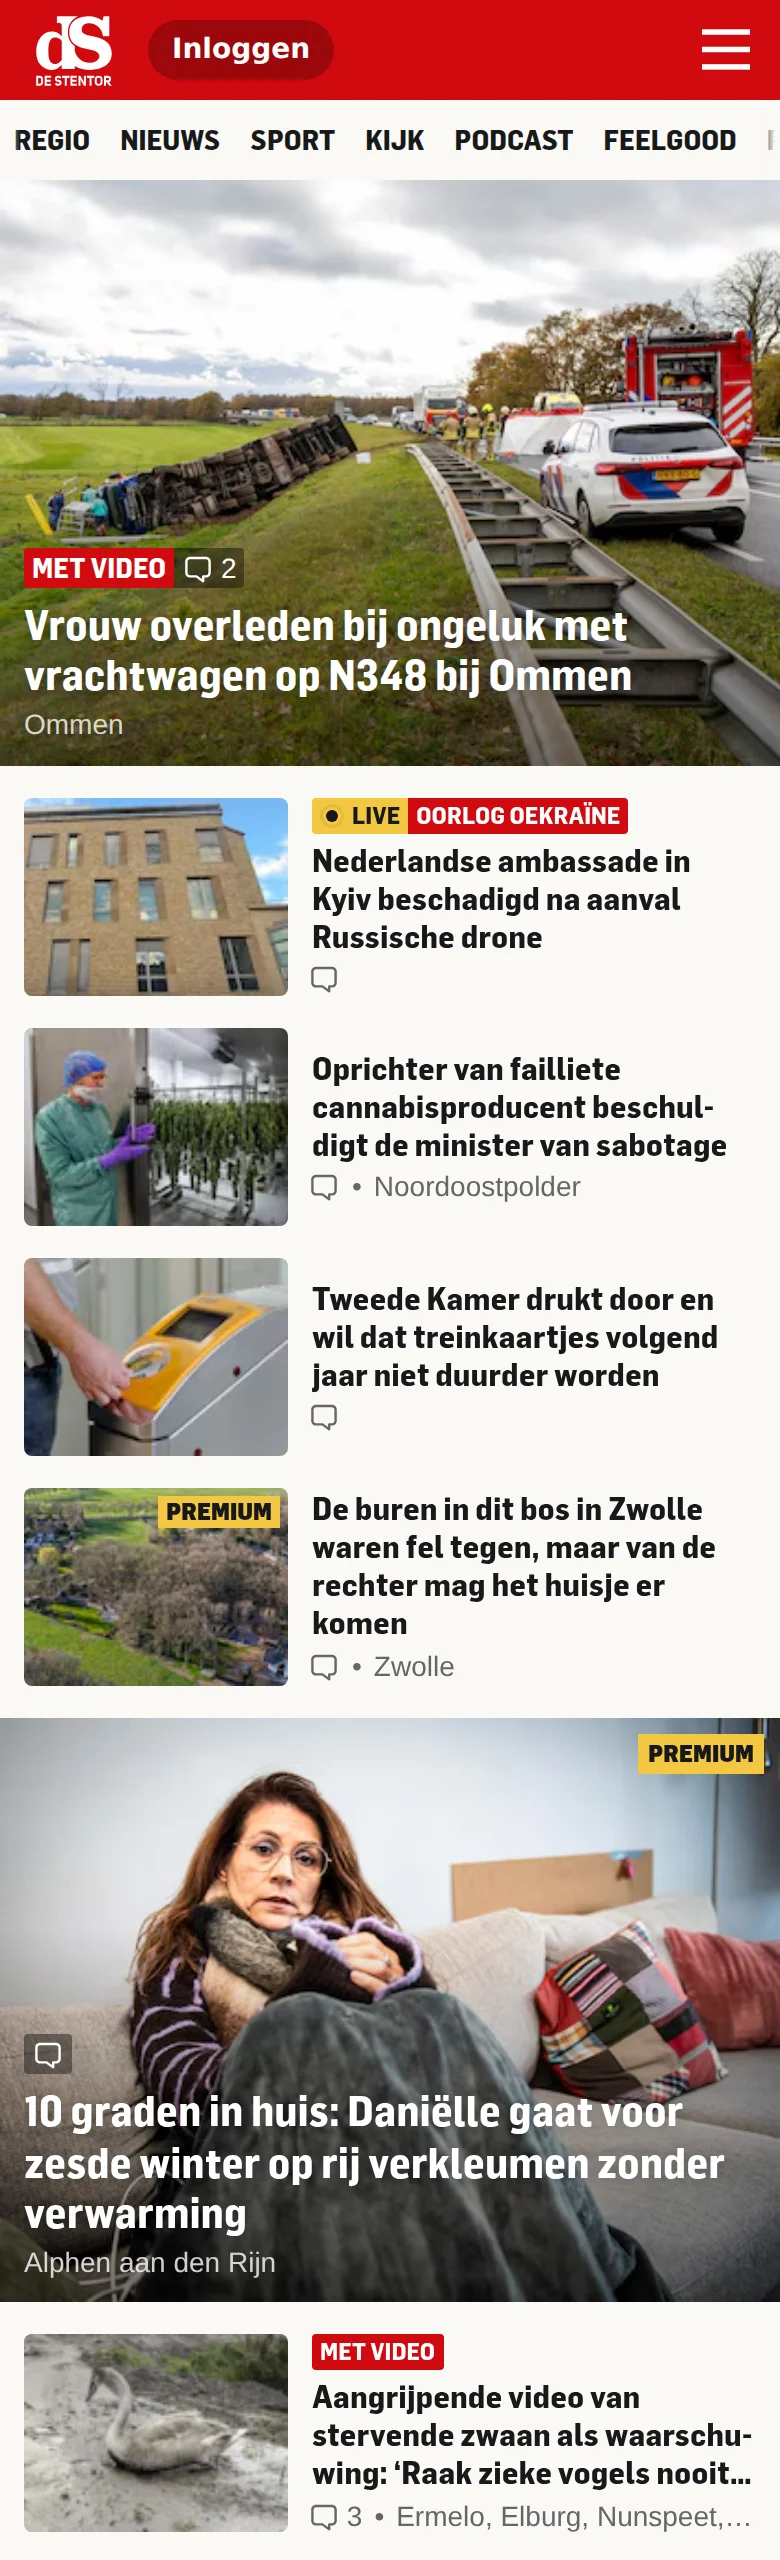 dS
DE STENTOR
Inloggen
REGIO NIEUWS SPORT KIJK PODCAST FEELGOOD
MET VIDEO 2
Vrouw overleden bij ongeluk met
vrachtwagen op N348 bij Ommen
Ommen
LIVE OORLOG OEKRAÏNE
Nederlandse ambassade in
Kyiv beschadigd na aanval
Russische drone
Oprichter van failliete
cannabisproducent beschul-
digt de minister van sabotage
• Noordoostpolder
Tweede Kamer drukt door en
wil dat treinkaartjes volgend
jaar niet duurder worden
PREMIUM
De buren in dit bos in Zwolle
waren fel tegen, maar van de
rechter mag het huisje er
komen
• Zwolle
PREMIUM
10 graden in huis: Daniëlle gaat voor
zesde winter op rij verkleumen zonder
verwarming
Alphen aan den Rijn
MET VIDEO
Aangrijpende video van
stervende zwaan als waarschu-
wing: ‘Raak zieke vogels nooit...
3 • Ermelo, Elburg, Nunspeet,...